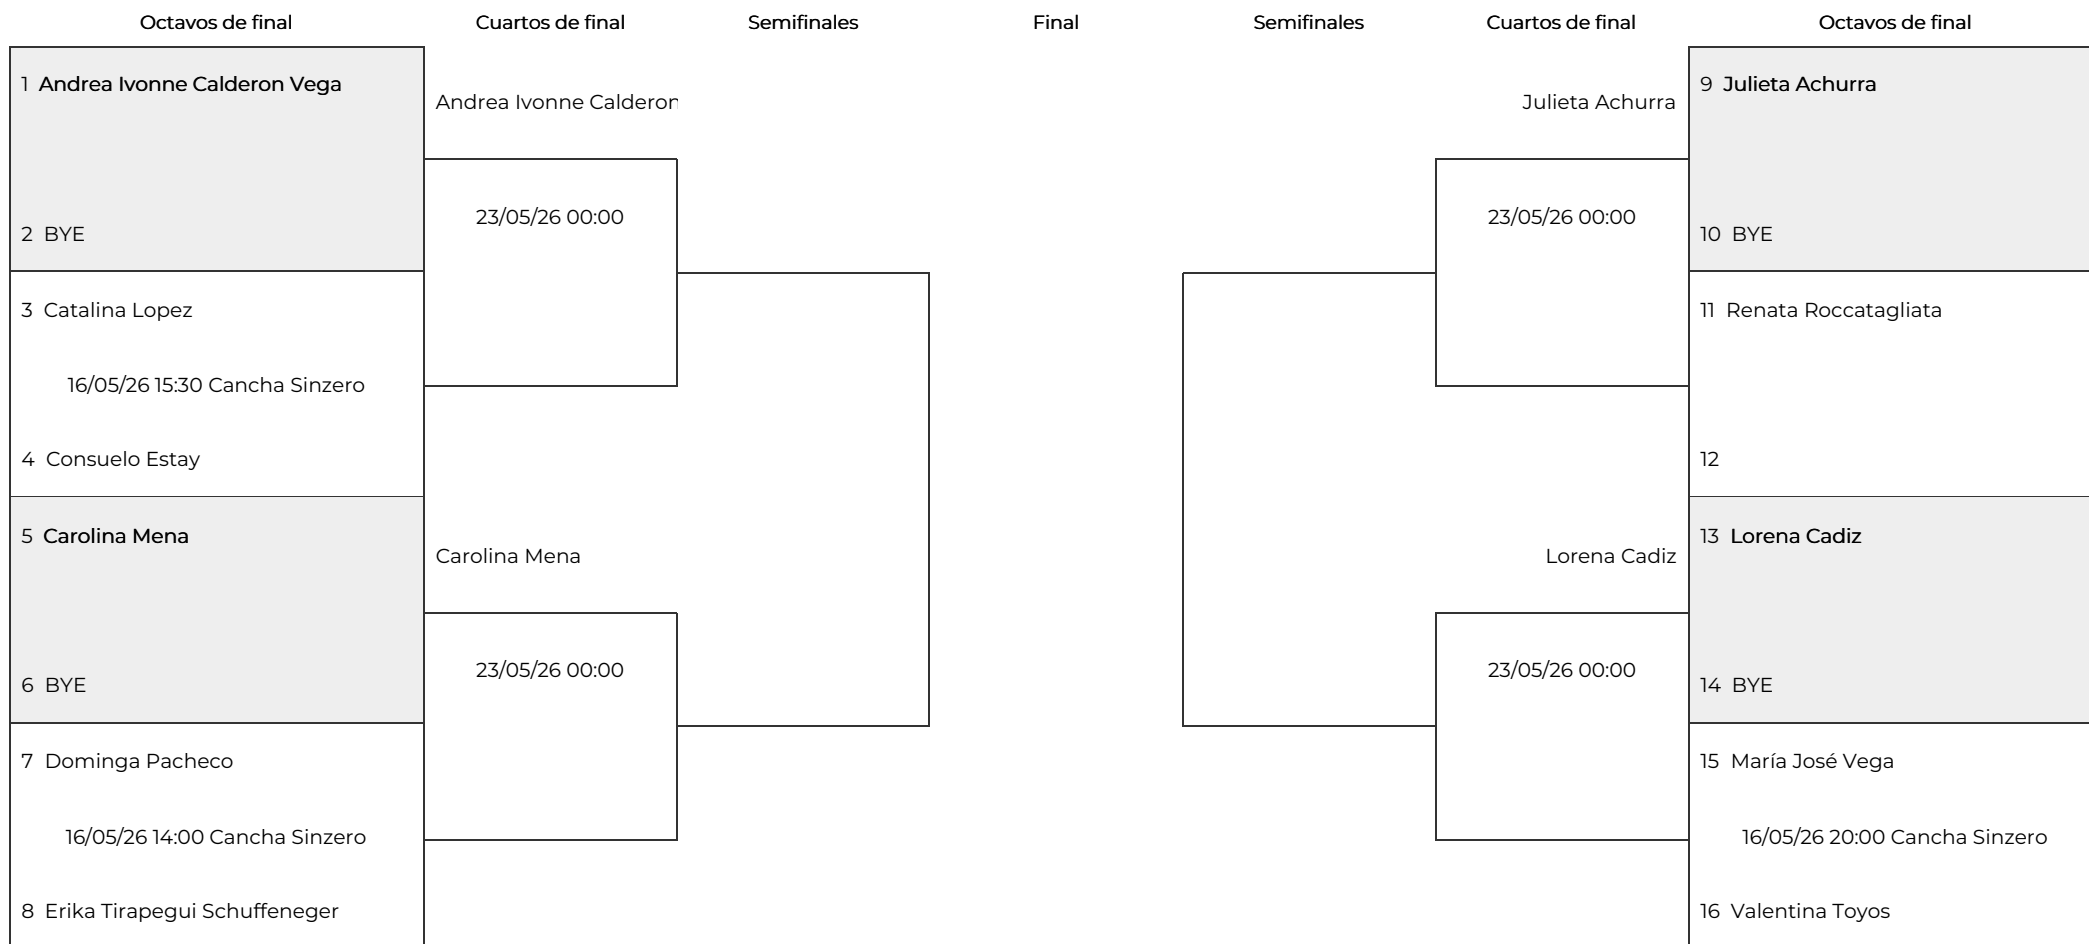 Octavos de final
Cuartos de final
Semifinales
Final
Semifinales
Cuartos de final
Octavos de final
1 Andrea Ivonne Calderon Vega
2 BYE
3 Catalina Lopez
16/05/26 15:30 Cancha Sinzero
4 Consuelo Estay
5 Carolina Mena
6 BYE
7 Dominga Pacheco
16/05/26 14:00 Cancha Sinzero
8 Erika Tirapegui Schuffeneger
Andrea Ivonne Calderon
23/05/26 00:00
Carolina Mena
23/05/26 00:00
Julieta Achurra
23/05/26 00:00
Lorena Cadiz
23/05/26 00:00
9 Julieta Achurra
10 BYE
11 Renata Roccatagliata
12
13 Lorena Cadiz
14 BYE
15 María José Vega
16/05/26 20:00 Cancha Sinzero
16 Valentina Toyos